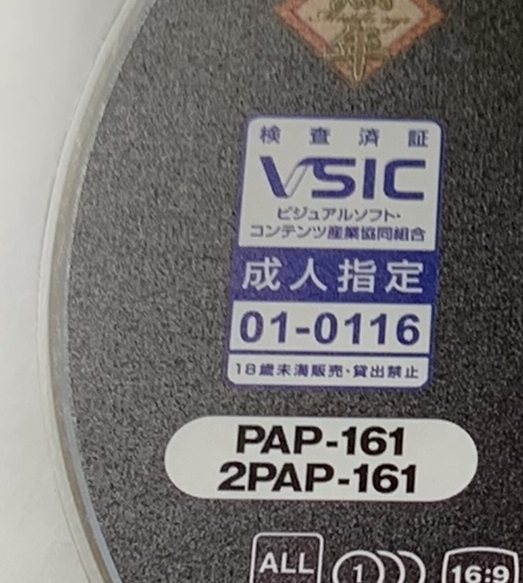 年
検査済証
VSIC
ビジュアルソフト・
コンテンツ産業協同組合
成人指定
01-0116
18歳未満販売・貸出禁止
PAP-161
2PAP-161
ALL 1 16:9